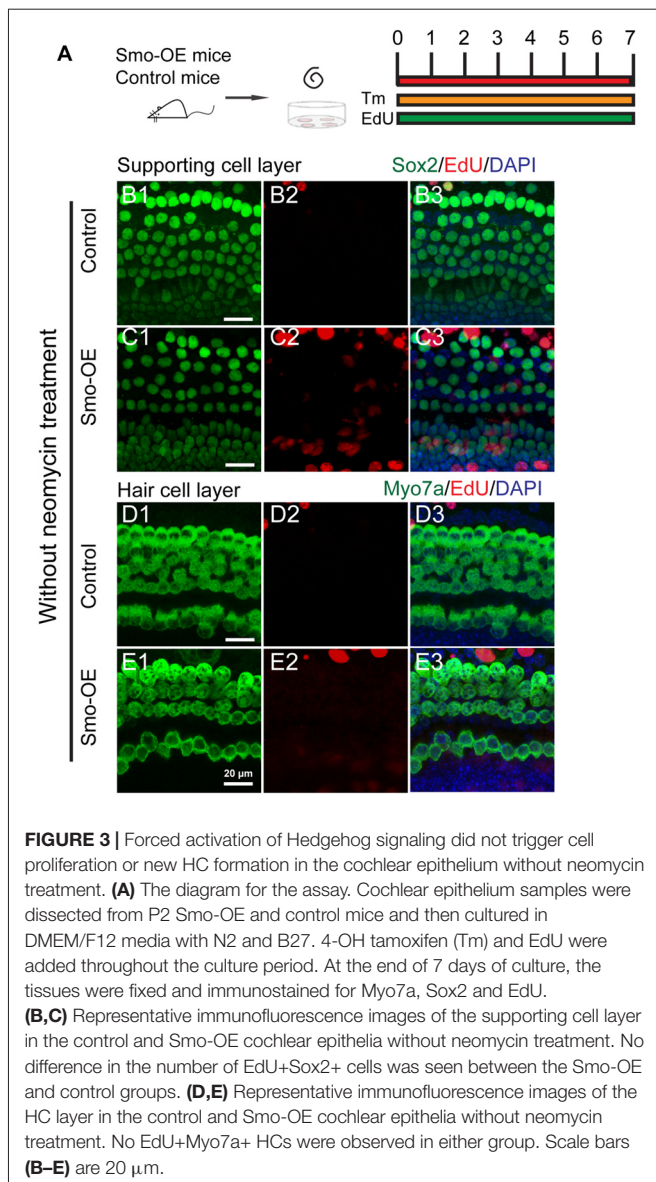 A
Smo-OE mice
Control mice
0 1 2 3 4 5 6 7
Tm
EdU
Supporting cell layer Sox2/EdU/DAPI
Without neomycin treatment
Control
B1 B2 B3
Smo-OE
C1 C2 C3
Hair cell layer Myo7a/EdU/DAPI
Control
D1 D2 D3
Smo-OE
E1 E2 E3
20 μm
FIGURE 3 | Forced activation of Hedgehog signaling did not trigger cell
proliferation or new HC formation in the cochlear epithelium without neomycin
treatment. (A) The diagram for the assay. Cochlear epithelium samples were
dissected from P2 Smo-OE and control mice and then cultured in
DMEM/F12 media with N2 and B27. 4-OH tamoxifen (Tm) and EdU were
added throughout the culture period. At the end of 7 days of culture, the
tissues were fixed and immunostained for Myo7a, Sox2 and EdU.
(B,C) Representative immunofluorescence images of the supporting cell layer
in the control and Smo-OE cochlear epithelia without neomycin treatment. No
difference in the number of EdU+Sox2+ cells was seen between the Smo-OE
and control groups. (D,E) Representative immunofluorescence images of the
HC layer in the control and Smo-OE cochlear epithelia without neomycin
treatment. No EdU+Myo7a+ HCs were observed in either group. Scale bars
(B–E) are 20 μm.